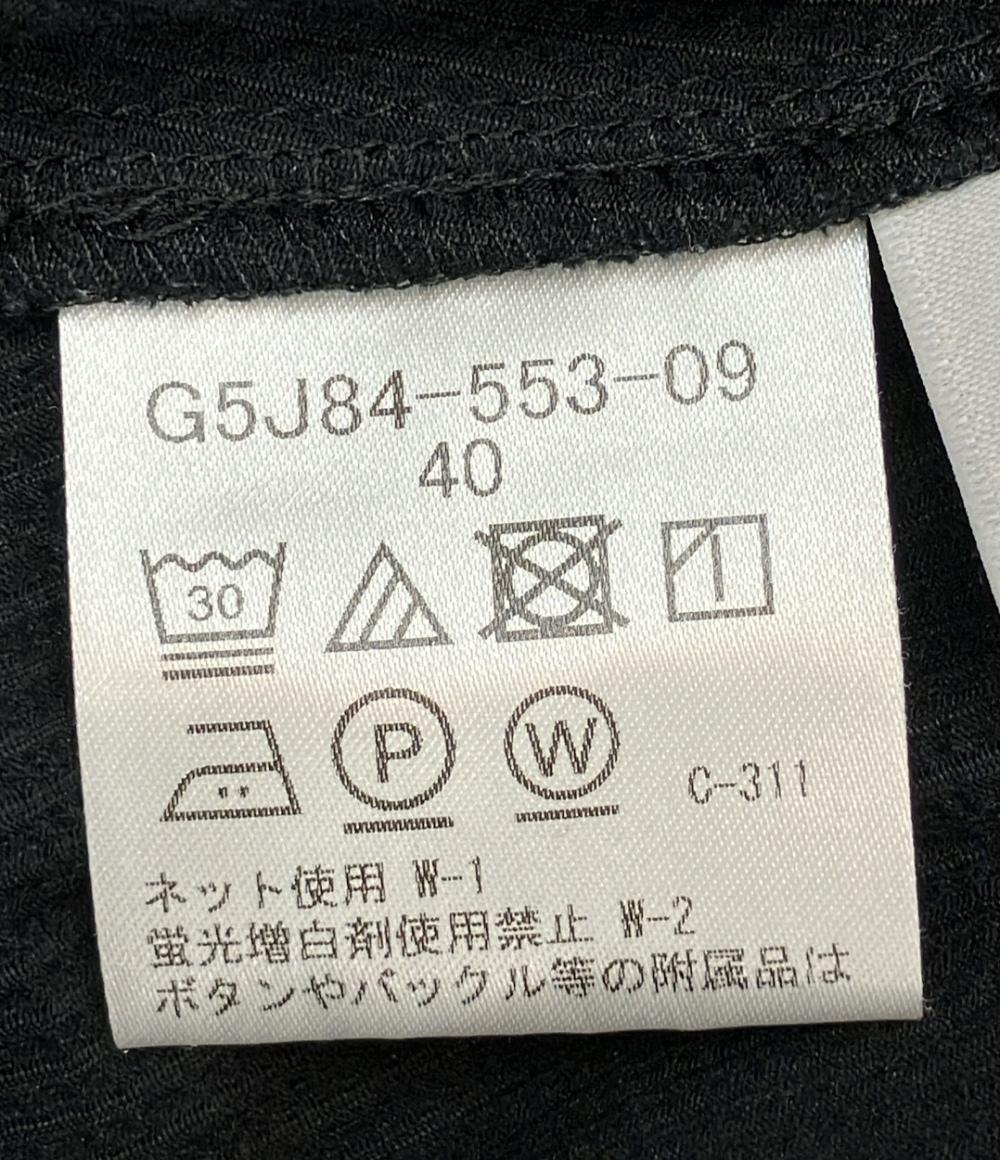 G5J84-553-09
40
30
P W C-311
ネット使用 W-1
蛍光増白剤使用禁止 W-2
ボタンやバックル等の附属品は